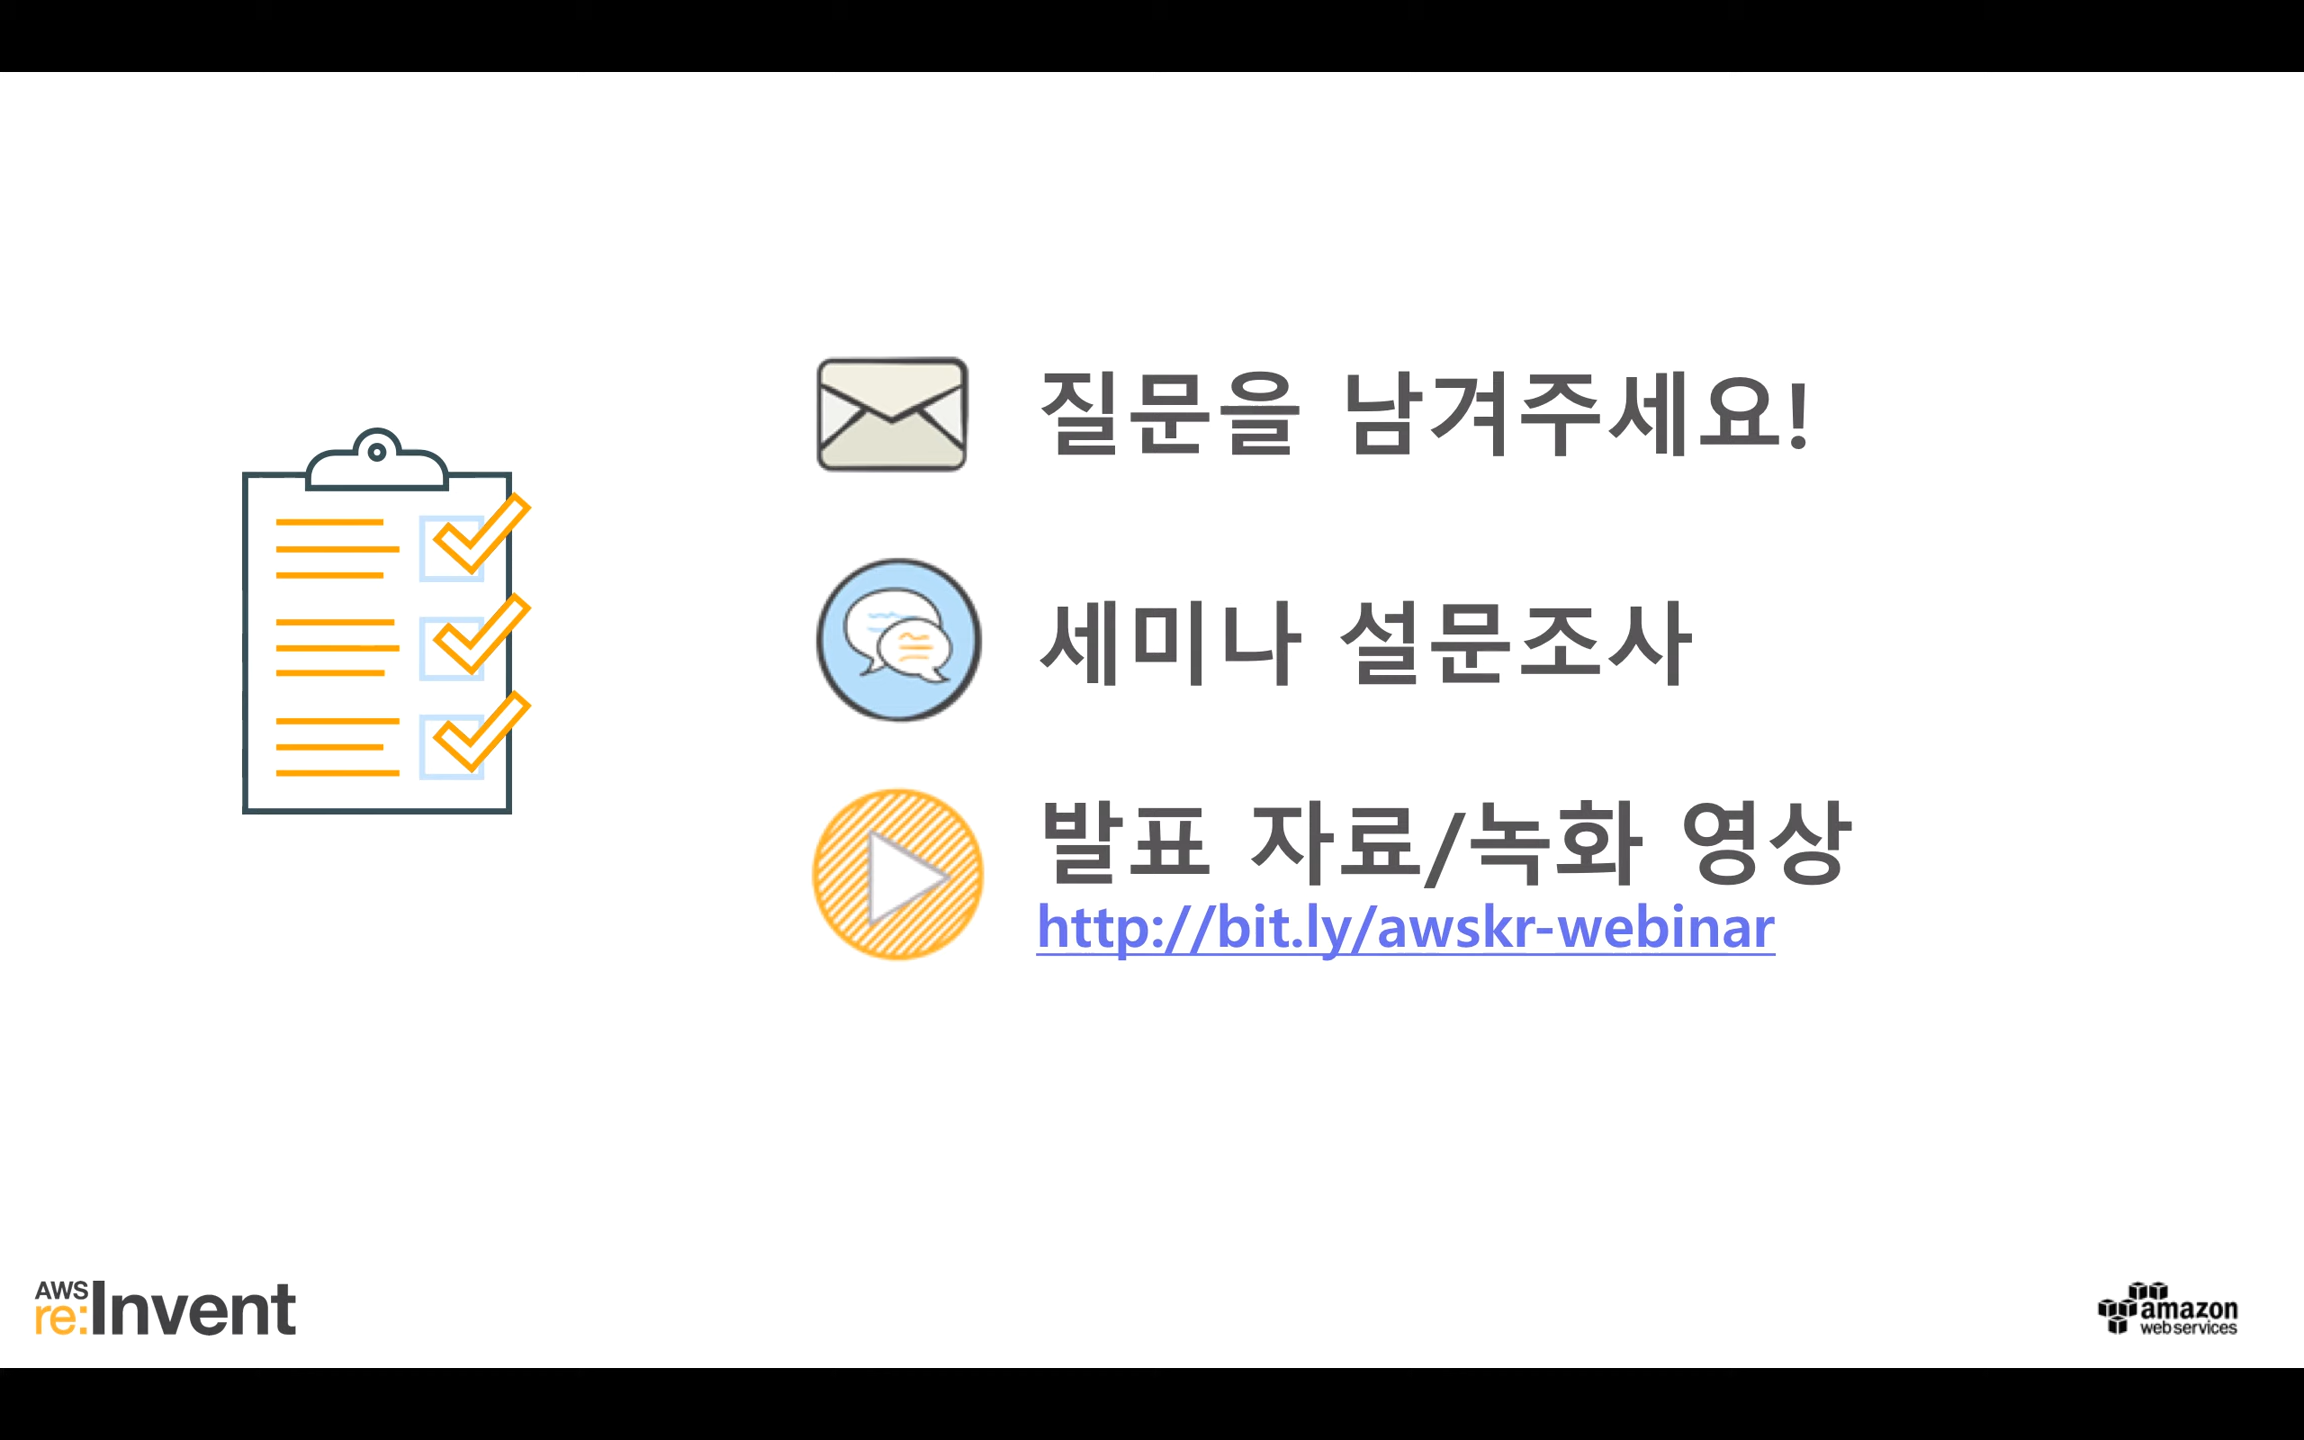 질문을 남겨주세요!
세미나 설문조사
발표 자료/녹화 영상
http://bit.ly/awskr-webinar
AWS
re:Invent
amazon
web services